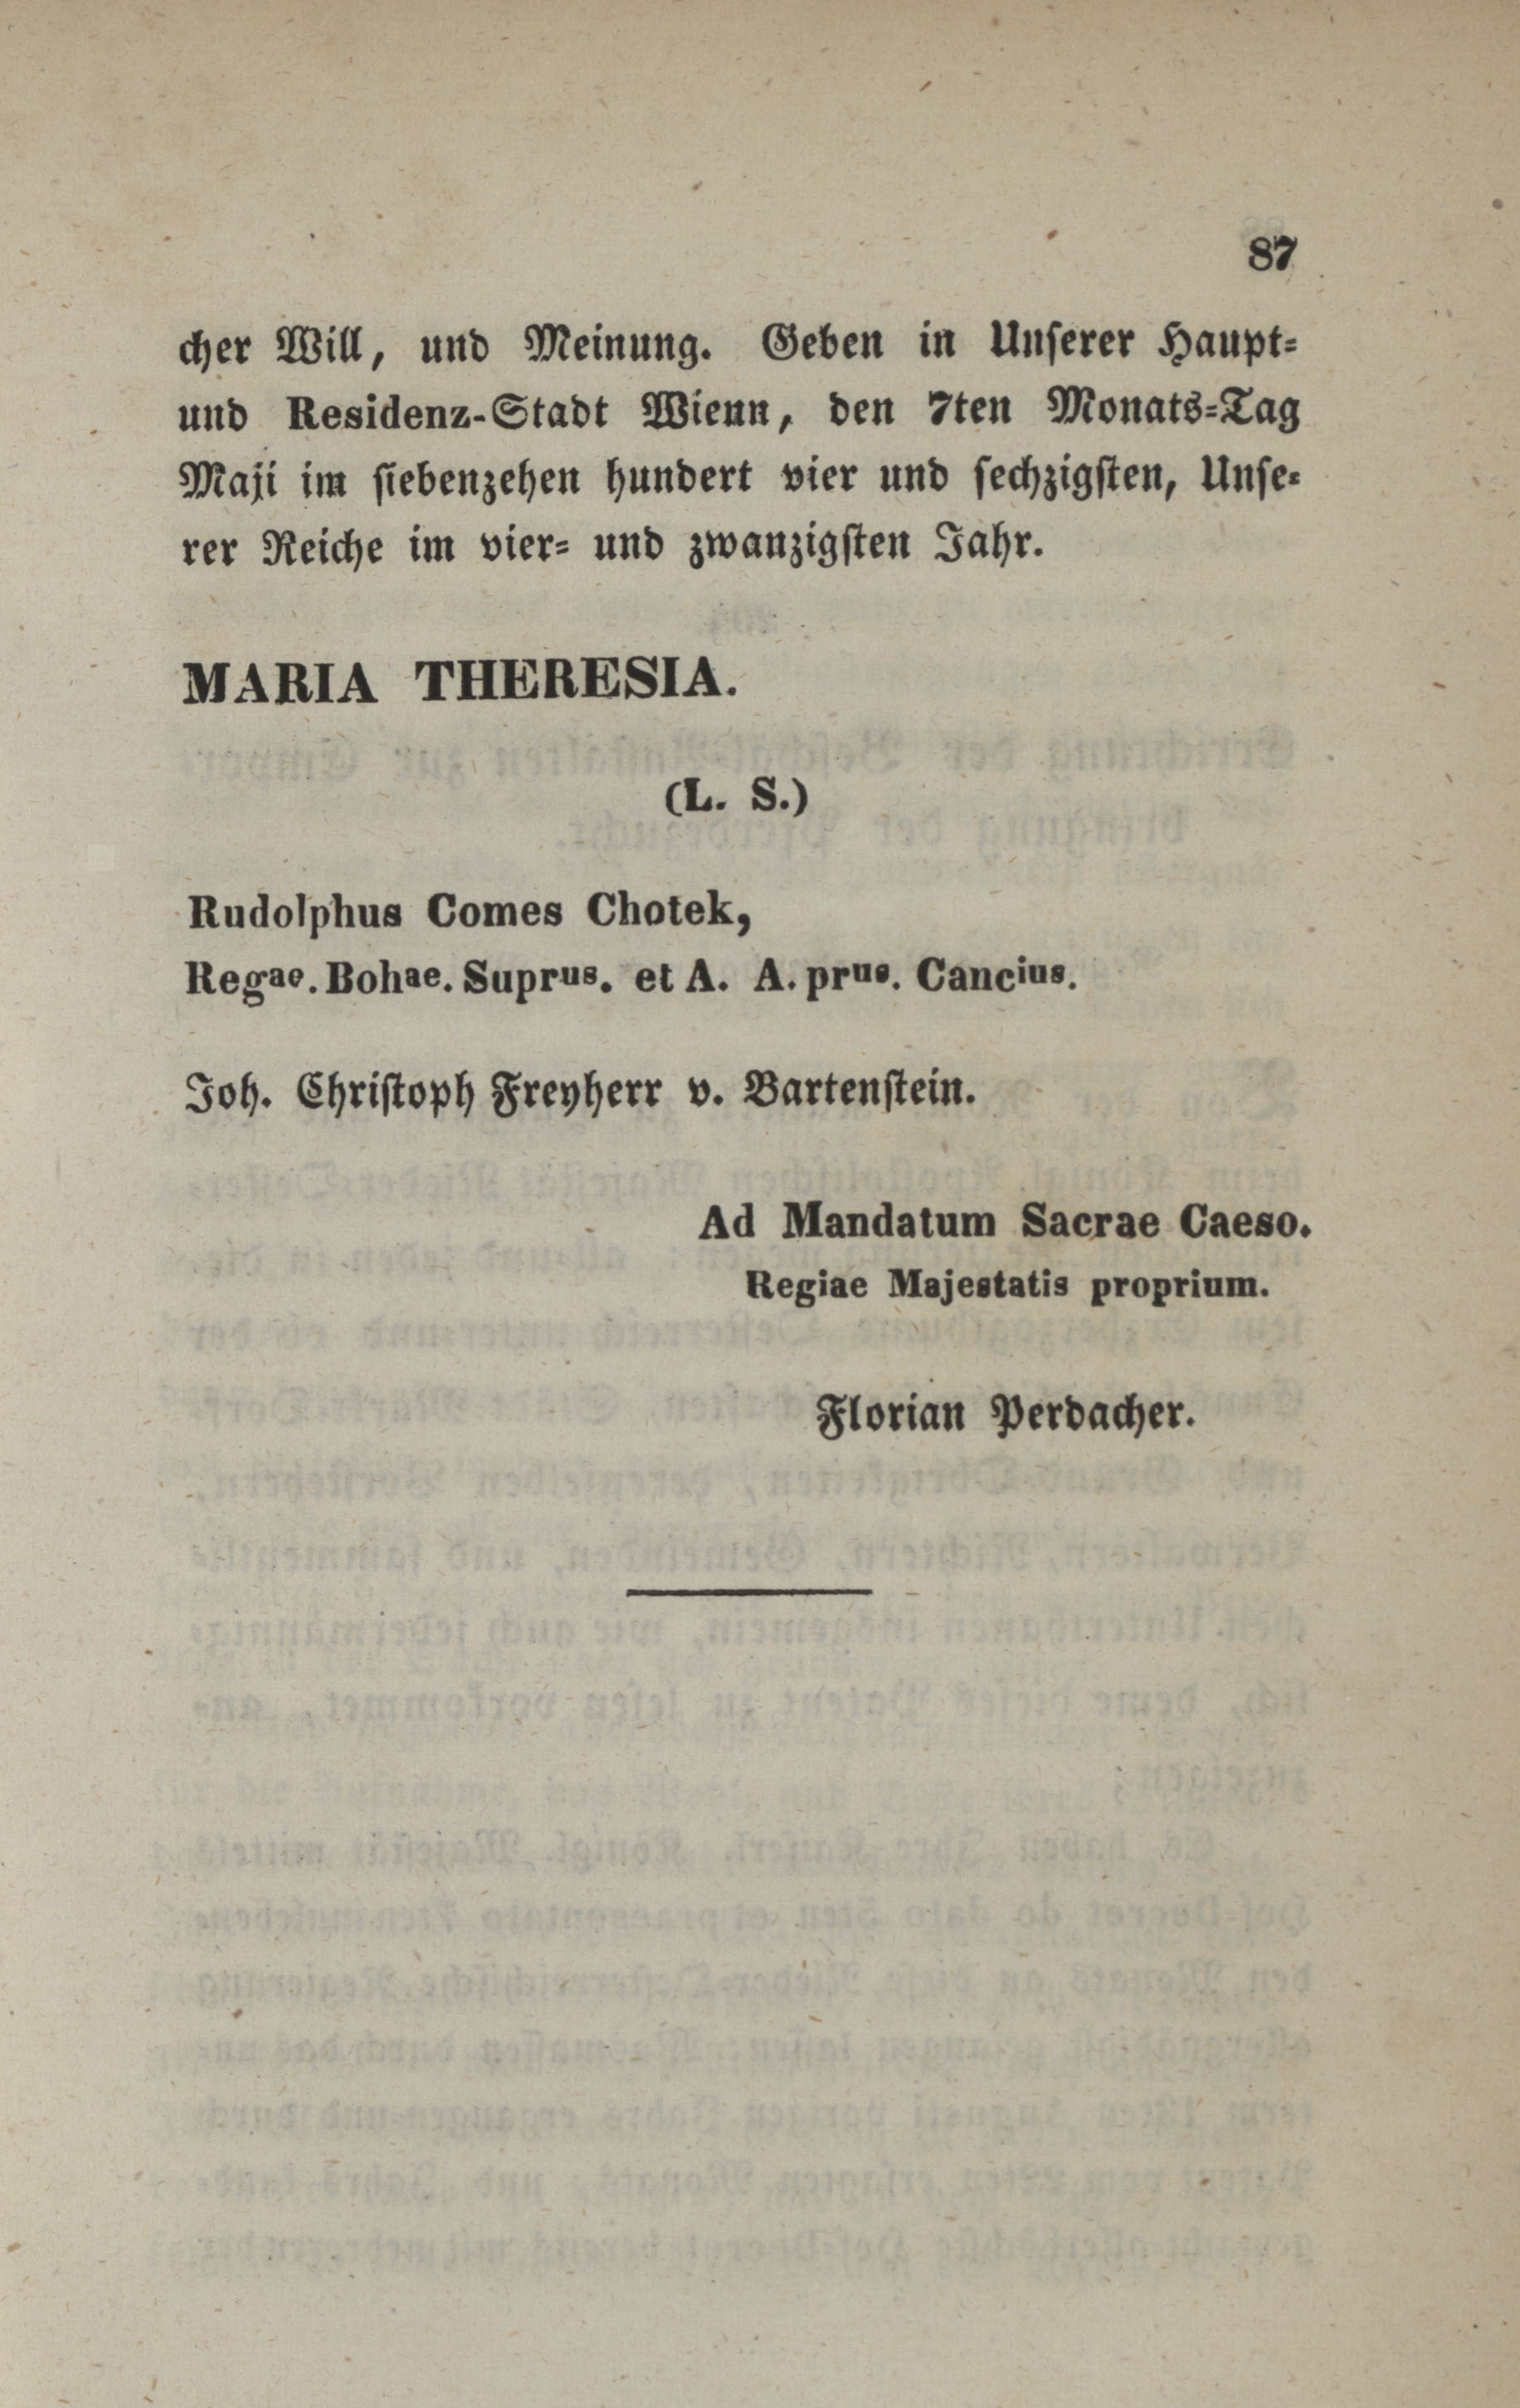 87
cher Will, und Meinung. Geben in Unserer Haupt-
und Residenz-Stadt Wienn, den 7ten Monats-Tag
Maji im siebenzehen hundert vier und sechzigsten, Unse-
rer Reiche im vier- und zwanzigsten Jahr.
MARIA THERESIA.
(L. S.)
Rudolphus Comes Chotek,
Regae. Bohae. Suprus. et A. A. prus. Cancius.
Joh. Christoph Freyherr v. Bartenstein.
Ad Mandatum Sacrae Caeso.
Regiae Majestatis proprium.
Florian Perdacher.